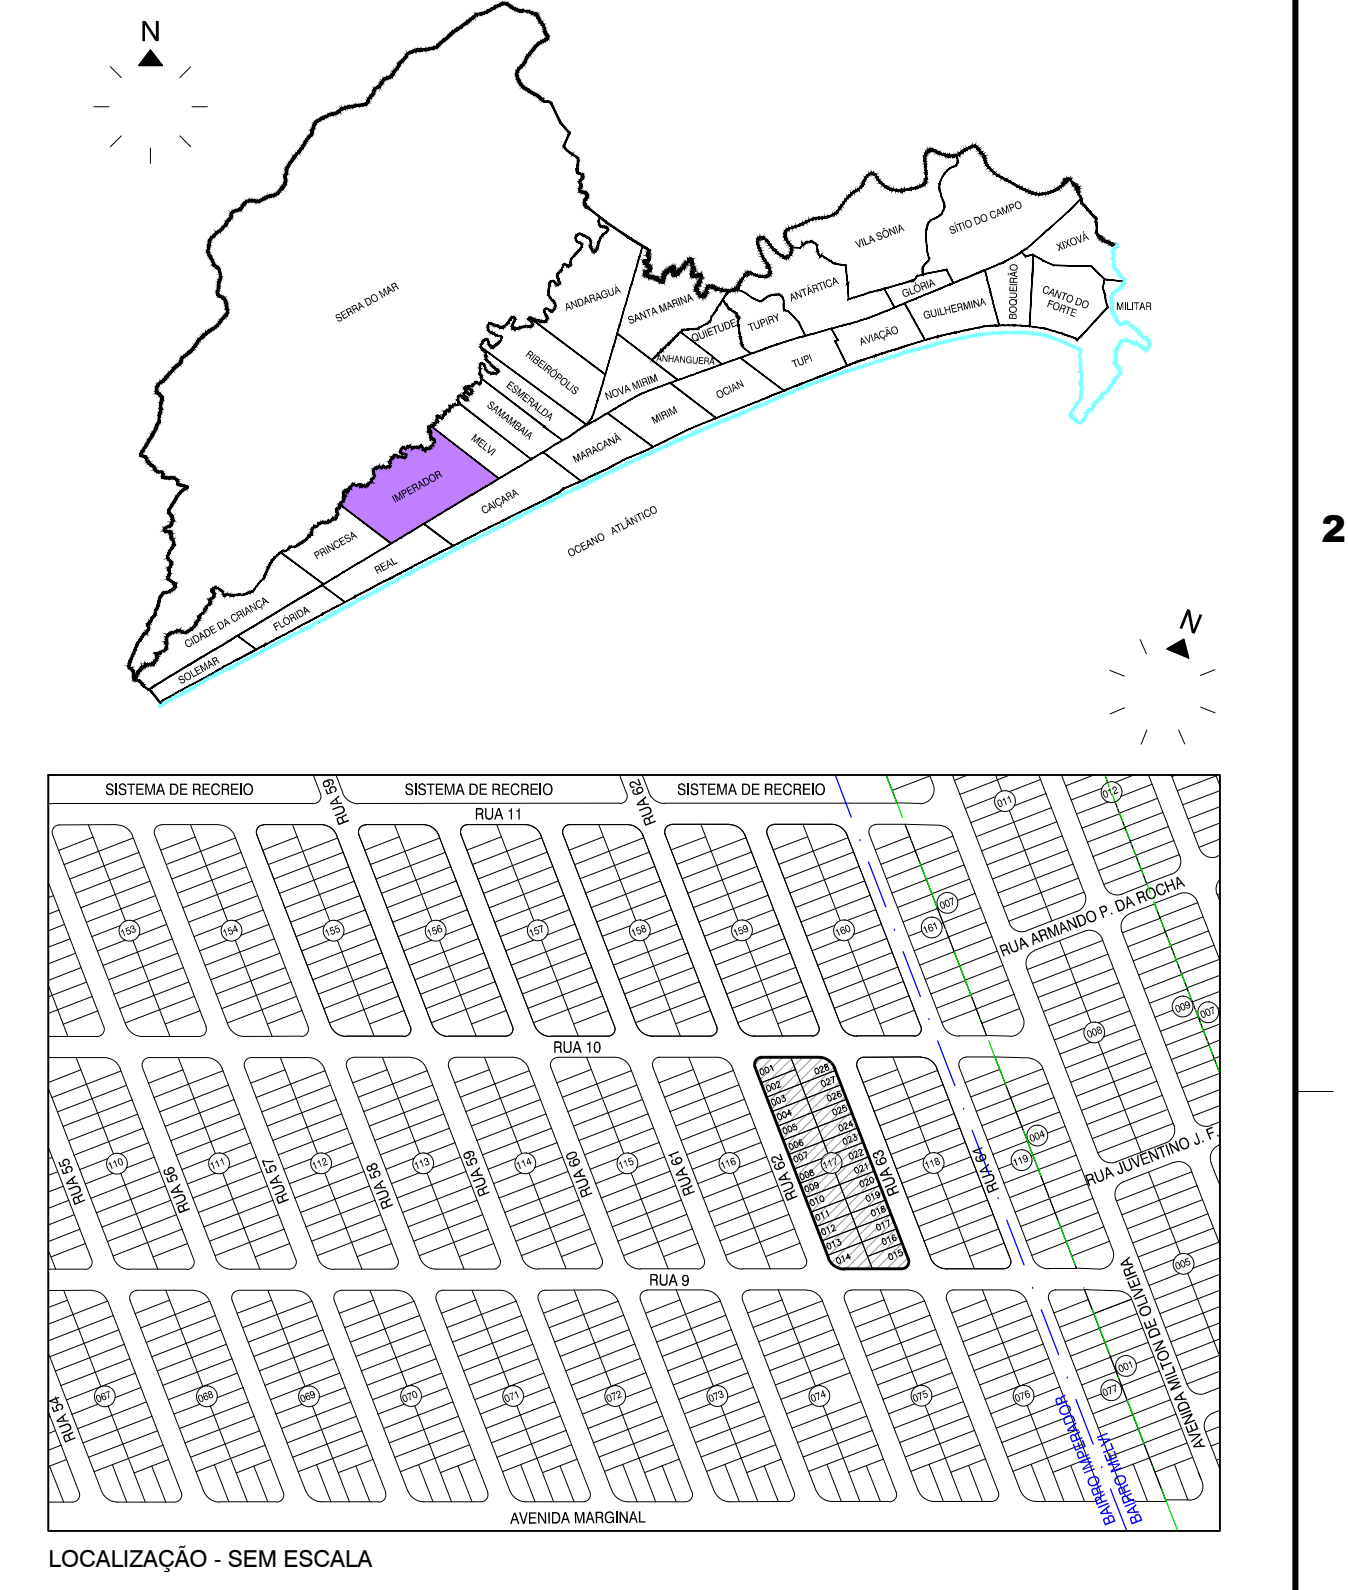 N
SERRA DO MAR
ANDARAGUÁ
SANTA MARINA
QUIETUDE
TUPIRY
ANTÁRTICA
VILA SÔNIA
SÍTIO DO CAMPO
XIXOVÁ
GLÓRIA
GUILHERMINA
BOQUEIRÃO
CANTO DO
FORTE
MILITAR
AVIAÇÃO
TUPI
ANHANGUERA
NOVA MIRIM
OCIAN
MIRIM
MARACANÃ
RIBEIRÓPOLIS
ESMERALDA
SAMAMBAIA
MELVI
IMPERADOR
CAIÇARA
PRINCESA
REAL
CIDADE DA CRIANÇA
FLÓRIDA
SOLEMAR
OCEANO ATLÂNTICO
2
N
SISTEMA DE RECREIO
RUA 59
SISTEMA DE RECREIO
RUA 62
SISTEMA DE RECREIO
RUA 11
011
012
153
154
155
156
157
158
159
160
161
007
RUA ARMANDO P. DA ROCHA
008
009
007
RUA 10
RUA 55
110
RUA 56
111
RUA 57
112
RUA 58
113
RUA 59
114
RUA 60
115
RUA 61
116
RUA 62
001
002
003
004
005
006
007
008
009
010
011
012
013
014
117
028
027
026
025
024
023
022
021
020
019
018
017
016
015
RUA 63
118
RUA 64
119
004
RUA JUVENTINO J. F.
005
RUA 9
RUA 54
067
068
069
070
071
072
073
074
075
076
077
001
AVENIDA MILTON DE OLIVEIRA
BAIRRO IMPERADOR
BAIRRO MELVI
AVENIDA MARGINAL
LOCALIZAÇÃO - SEM ESCALA